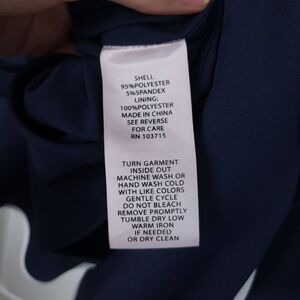 SHELL:
95%POLYESTER
5%SPANDEX
LINING:
100%POLYESTER
MADE IN CHINA
SEE REVERSE
FOR CARE
RN 103715
TURN GARMENT
INSIDE OUT
MACHINE WASH OR
HAND WASH COLD
WITH LIKE COLORS
GENTLE CYCLE
DO NOT BLEACH
REMOVE PROMPTLY
TUMBLE DRY LOW
WARM IRON
IF NEEDED
OR DRY CLEAN